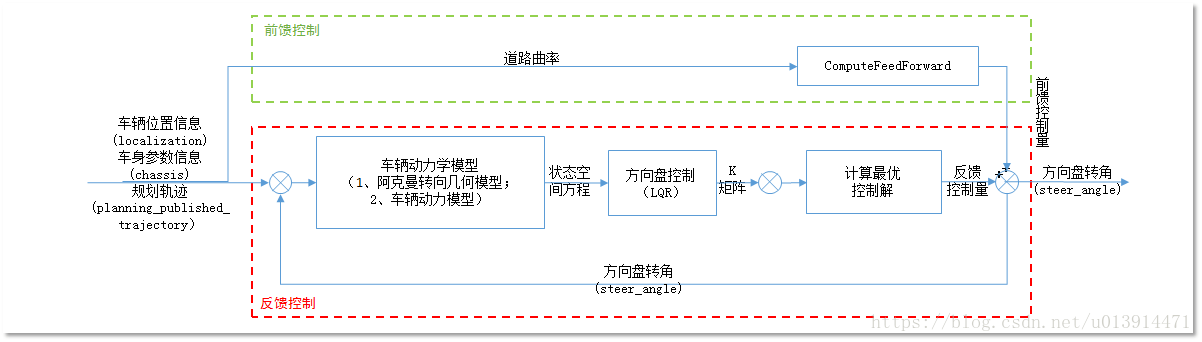 前馈控制
道路曲率
ComputeFeedForward
前馈控制量
车辆位置信息
(localization)
车身参数信息
(chassis)
规划轨迹
(planning_published_
trajectory)
车辆动力学模型
(1、阿克曼转向几何模型；
2、车辆动力模型)
状态空
间方程
方向盘控制
(LQR)
K
矩阵
计算最优
控制解
反馈
控制量
+
+
方向盘转角
(steer_angle)
方向盘转角
(steer_angle)
反馈控制
https://blog.csdn.net/u013914471